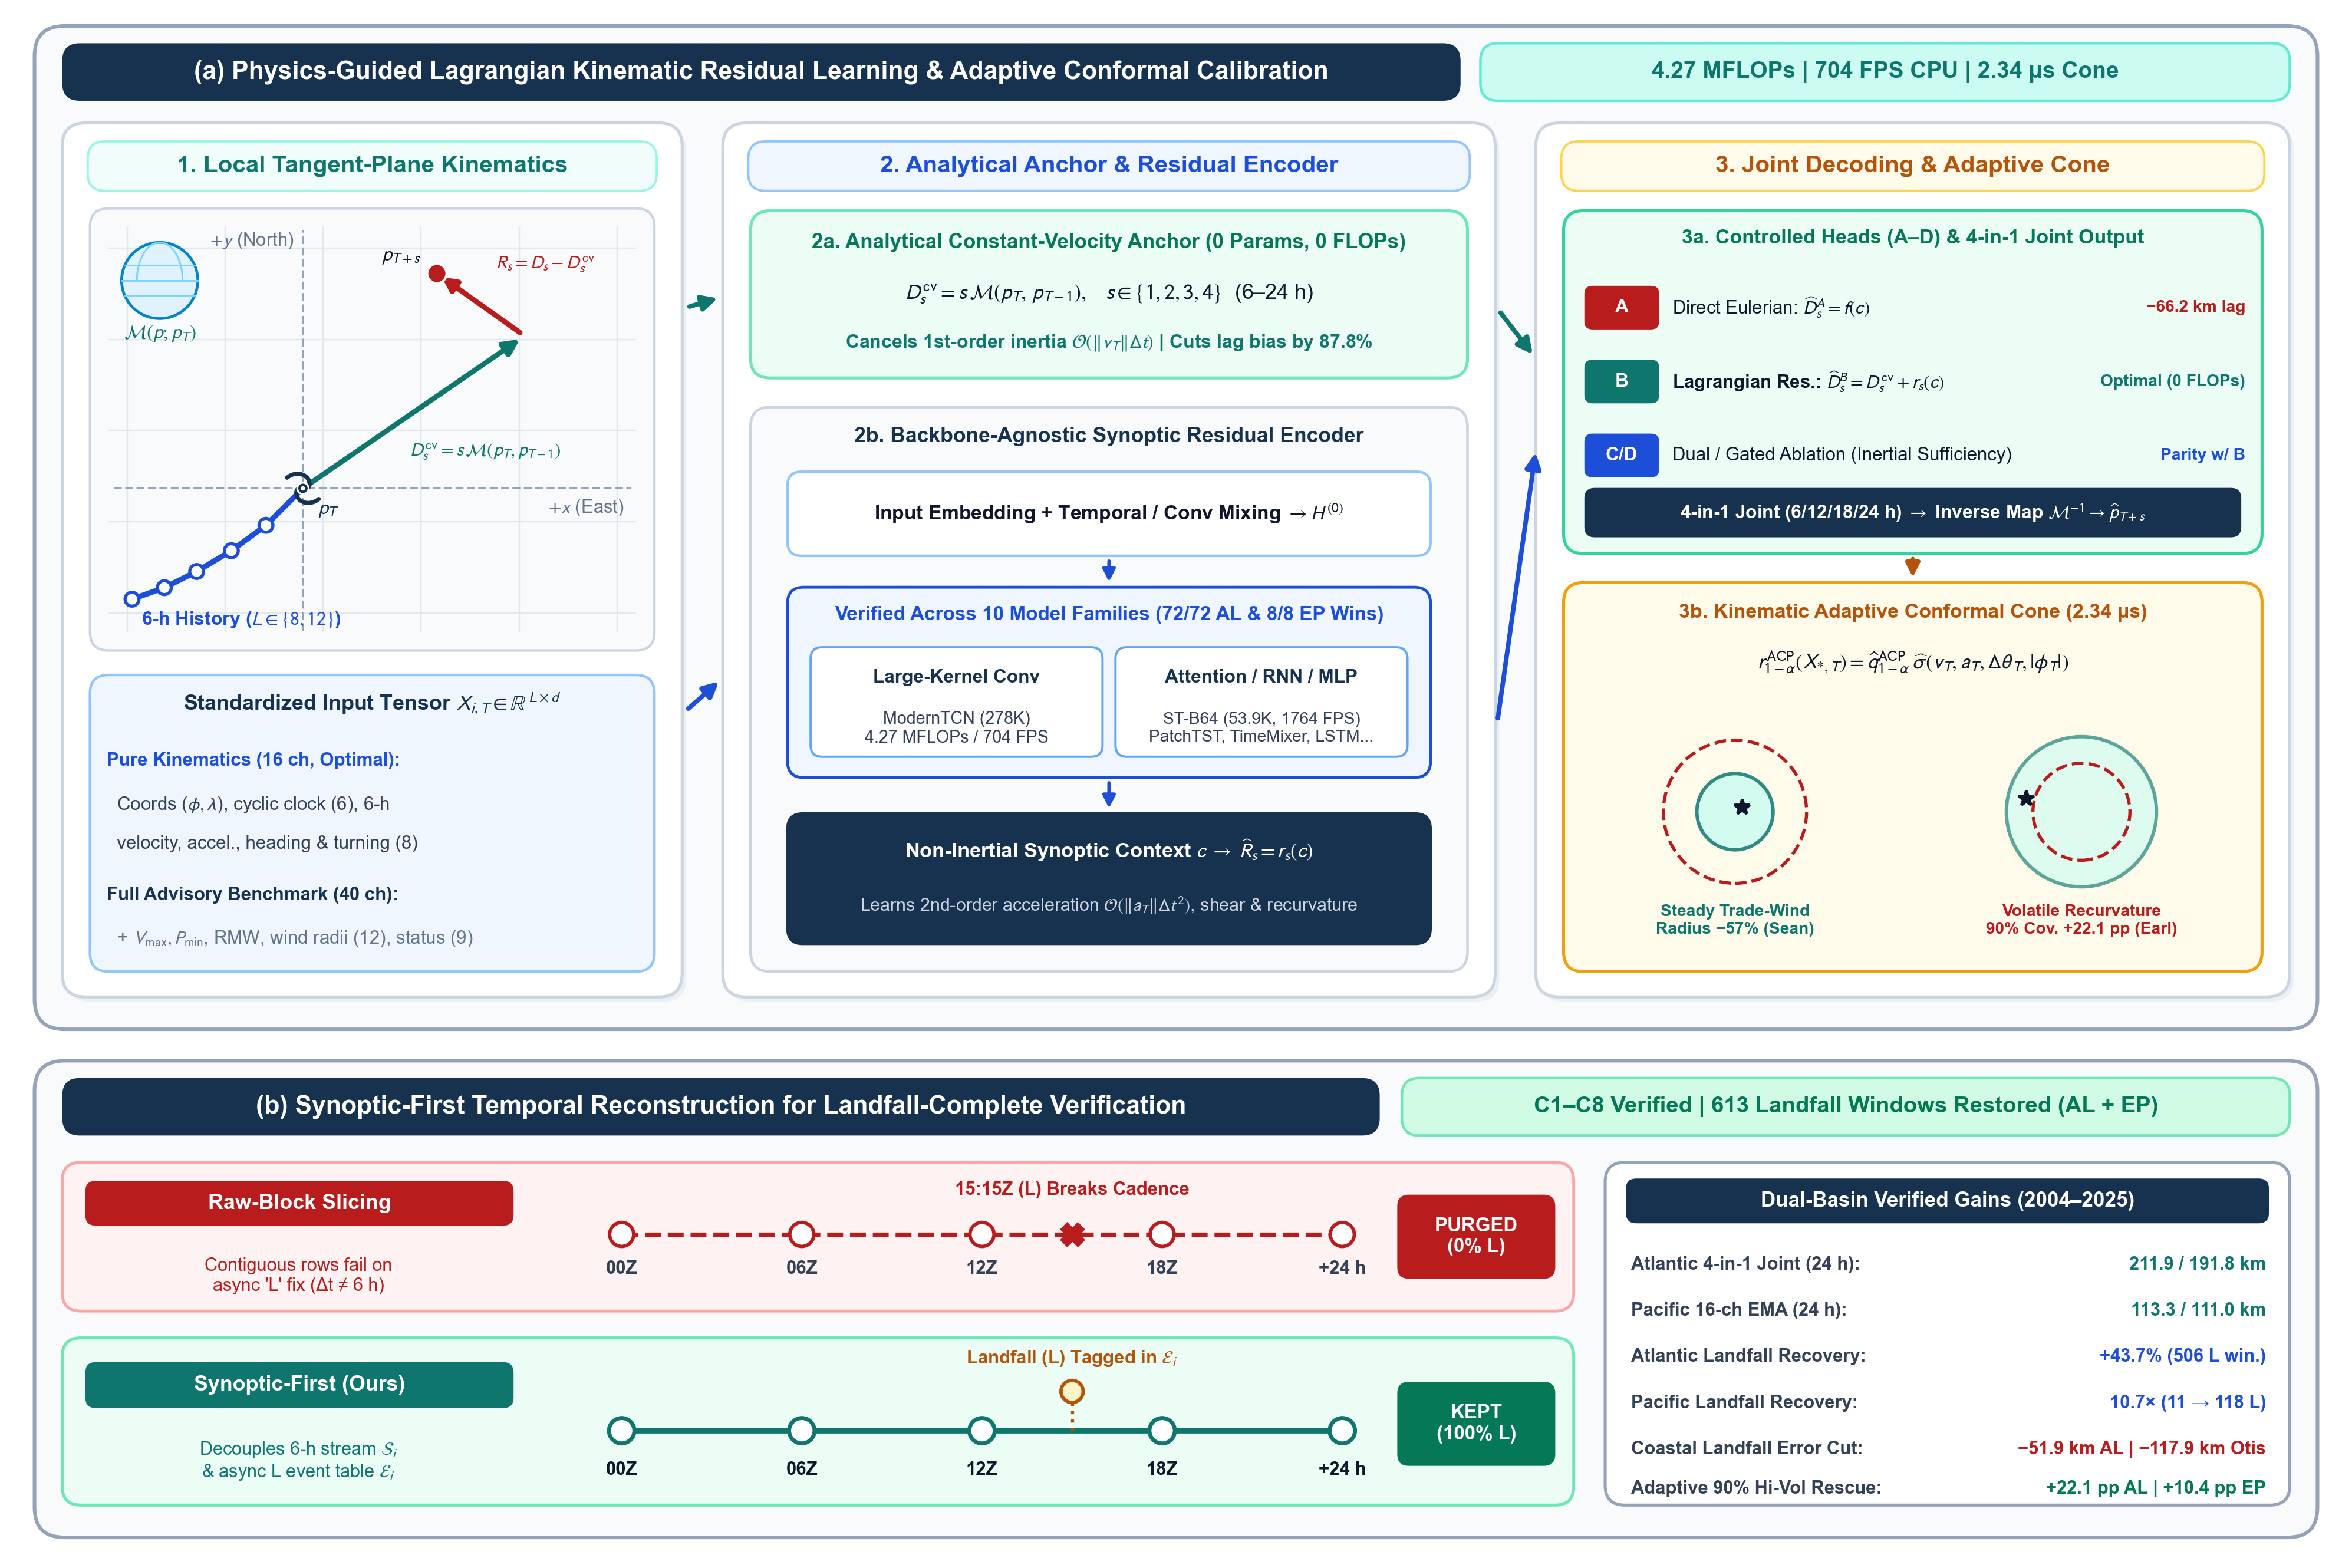 (a) Physics-Guided Lagrangian Kinematic Residual Learning & Adaptive Conformal Calibration
4.27 MFLOPs | 704 FPS CPU | 2.34 μs Cone
1. Local Tangent-Plane Kinematics
+y (North)
p_{T+s}
R_s = D_s − D_s^{cv}
ℳ(p; p_T)
D_s^{cv} = s ℳ(p_T, p_{T−1})
+x (East)
p_T
6-h History (L ∈ {8, 12})
Standardized Input Tensor X_{i,T} ∈ ℝ^{L×d}
Pure Kinematics (16 ch, Optimal):
Coords (ϕ, λ), cyclic clock (6), 6-h
velocity, accel., heading & turning (8)
Full Advisory Benchmark (40 ch):
+ V_{max}, P_{min}, RMW, wind radii (12), status (9)
2. Analytical Anchor & Residual Encoder
2a. Analytical Constant-Velocity Anchor (0 Params, 0 FLOPs)
D_s^{cv} = s ℳ(p_T, p_{T−1}), s ∈ {1, 2, 3, 4} (6–24 h)
Cancels 1st-order inertia 𝒪(‖v_T‖Δt) | Cuts lag bias by 87.8%
2b. Backbone-Agnostic Synoptic Residual Encoder
Input Embedding + Temporal / Conv Mixing → H^{(0)}
Verified Across 10 Model Families (72/72 AL & 8/8 EP Wins)
Large-Kernel Conv
ModernTCN (278K)
4.27 MFLOPs / 704 FPS
Attention / RNN / MLP
ST-B64 (53.9K, 1764 FPS)
PatchTST, TimeMixer, LSTM...
Non-Inertial Synoptic Context c → R̂_s = r_s(c)
Learns 2nd-order acceleration 𝒪(‖a_T‖Δt²), shear & recurvature
3. Joint Decoding & Adaptive Cone
3a. Controlled Heads (A–D) & 4-in-1 Joint Output
A
Direct Eulerian: D̂_s^A = f(c)
−66.2 km lag
B
Lagrangian Res.: D̂_s^B = D_s^{cv} + r_s(c)
Optimal (0 FLOPs)
C/D
Dual / Gated Ablation (Inertial Sufficiency)
Parity w/ B
4-in-1 Joint (6/12/18/24 h) → Inverse Map ℳ^{−1} → p̂_{T+s}
3b. Kinematic Adaptive Conformal Cone (2.34 μs)
r_{1−α}^{ACP}(X_{*,T}) = q̂_{1−α}^{ACP} σ̂(v_T, a_T, Δθ_T, |ϕ_T|)
Steady Trade-Wind
Radius −57% (Sean)
Volatile Recurvature
90% Cov. +22.1 pp (Earl)
(b) Synoptic-First Temporal Reconstruction for Landfall-Complete Verification
C1–C8 Verified | 613 Landfall Windows Restored (AL + EP)
Raw-Block Slicing
Contiguous rows fail on
async 'L' fix (Δt ≠ 6 h)
15:15Z (L) Breaks Cadence
00Z
06Z
12Z
18Z
+24 h
PURGED
(0% L)
Synoptic-First (Ours)
Decouples 6-h stream 𝒮_i
& async L event table ℰ_i
Landfall (L) Tagged in ℰ_i
00Z
06Z
12Z
18Z
+24 h
KEPT
(100% L)
Dual-Basin Verified Gains (2004–2025)
Atlantic 4-in-1 Joint (24 h): 211.9 / 191.8 km
Pacific 16-ch EMA (24 h): 113.3 / 111.0 km
Atlantic Landfall Recovery: +43.7% (506 L win.)
Pacific Landfall Recovery: 10.7× (11 → 118 L)
Coastal Landfall Error Cut: −51.9 km AL | −117.9 km Otis
Adaptive 90% Hi-Vol Rescue: +22.1 pp AL | +10.4 pp EP